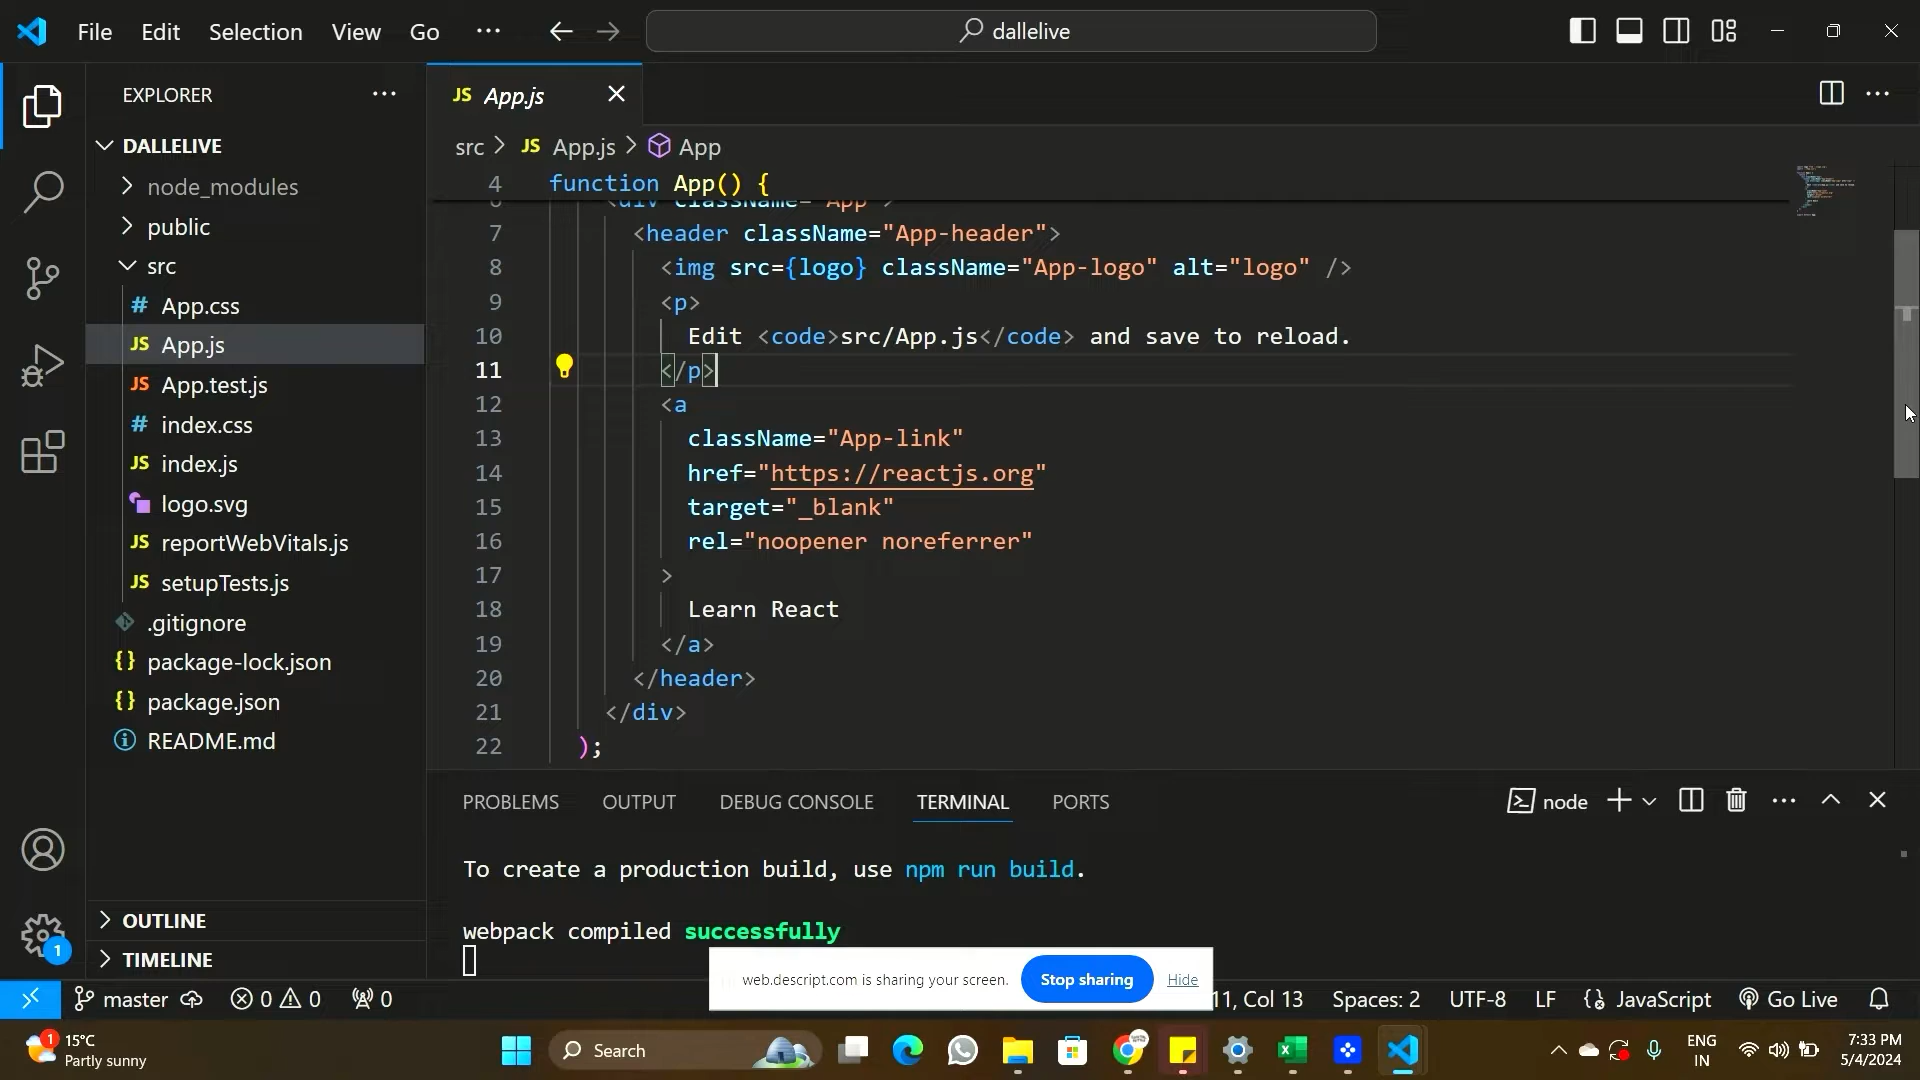 File Edit Selection View Go ... dallelive
EXPLORER ...
DALLELIVE
node_modules
public
src
# App.css
JS App.js
JS App.test.js
# index.css
JS index.js
logo.svg
JS reportWebVitals.js
JS setupTests.js
.gitignore
{} package-lock.json
{} package.json
README.md
OUTLINE
TIMELINE
JS App.js
src > JS App.js > App
4 function App() {
6 <div className="App">
7 <header className="App-header">
8 <img src={logo} className="App-logo" alt="logo" />
9 <p>
10 Edit <code>src/App.js</code> and save to reload.
11 </p>
12 <a
13 className="App-link"
14 href="https://reactjs.org"
15 target="_blank"
16 rel="noopener noreferrer"
17 >
18 Learn React
19 </a>
20 </header>
21 </div>
22 );
PROBLEMS OUTPUT DEBUG CONSOLE TERMINAL PORTS node
To create a production build, use npm run build.
webpack compiled successfully
web.descript.com is sharing your screen. Stop sharing Hide
1
master 0 0 0 11, Col 13 Spaces: 2 UTF-8 LF {} JavaScript Go Live
1 15°C
Partly sunny
Search
ENG
IN
7:33 PM
5/4/2024